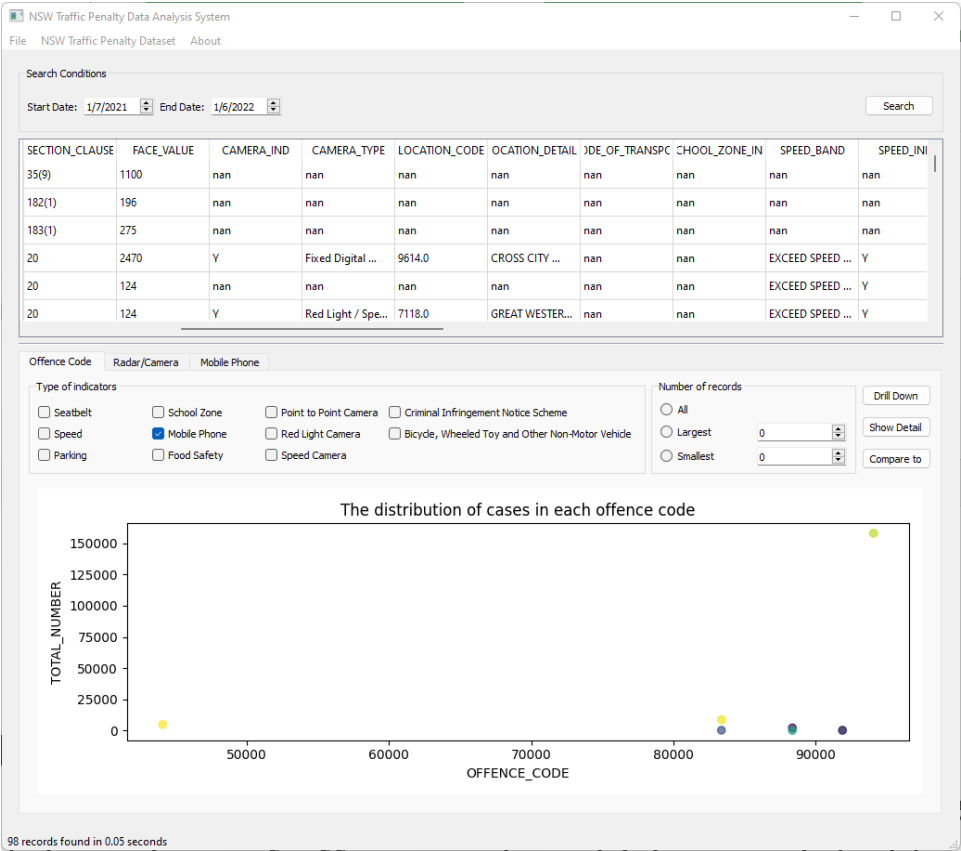 NSW Traffic Penalty Data Analysis System
File NSW Traffic Penalty Dataset About
Search Conditions
Start Date: 1/7/2021 End Date: 1/6/2022 Search
SECTION_CLAUSE FACE_VALUE CAMERA_IND CAMERA_TYPE LOCATION_CODE OCATION_DETAIL ODE_OF_TRANSPC CHOOL_ZONE_IN SPEED_BAND SPEED_INI
35(9) 1100 nan nan nan nan nan nan nan nan
182(1) 196 nan nan nan nan nan nan nan nan
183(1) 275 nan nan nan nan nan nan nan nan
20 2470 Y Fixed Digital ... 9614.0 CROSS CITY ... nan nan EXCEED SPEED ... Y
20 124 nan nan nan nan nan nan EXCEED SPEED ... Y
20 124 Y Red Light / Spe... 7118.0 GREAT WESTER... nan nan EXCEED SPEED ... Y
Offence Code Radar/Camera Mobile Phone
Type of indicators Number of records
Seatbelt School Zone Point to Point Camera Criminal Infringement Notice Scheme All Drill Down
Speed Mobile Phone Red Light Camera Bicycle, Wheeled Toy and Other Non-Motor Vehicle Largest 0 Show Detail
Parking Food Safety Speed Camera Smallest 0 Compare to
The distribution of cases in each offence code
TOTAL_NUMBER
150000
125000
100000
75000
50000
25000
0
50000 60000 70000 80000 90000
OFFENCE_CODE
98 records found in 0.05 seconds